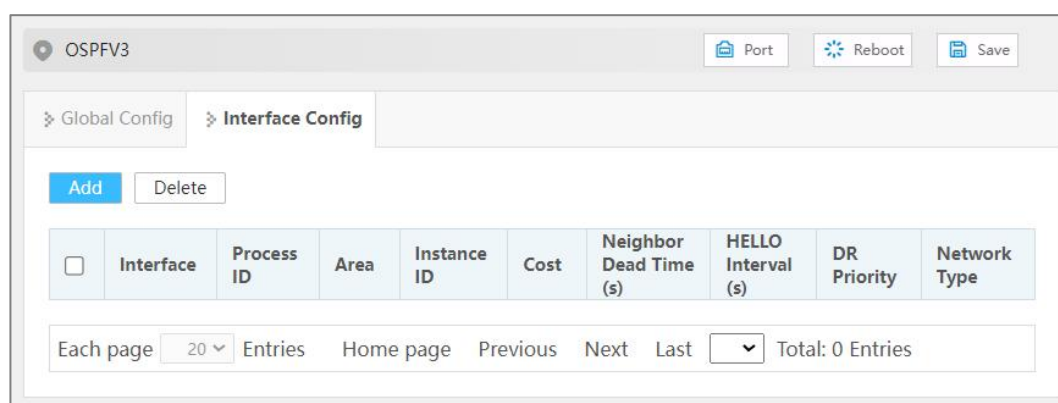 OSPFV3 Port Reboot Save
Global Config Interface Config
Add Delete
Interface Process ID Area Instance ID Cost Neighbor Dead Time (s) HELLO Interval (s) DR Priority Network Type
Each page 20 Entries Home page Previous Next Last Total: 0 Entries